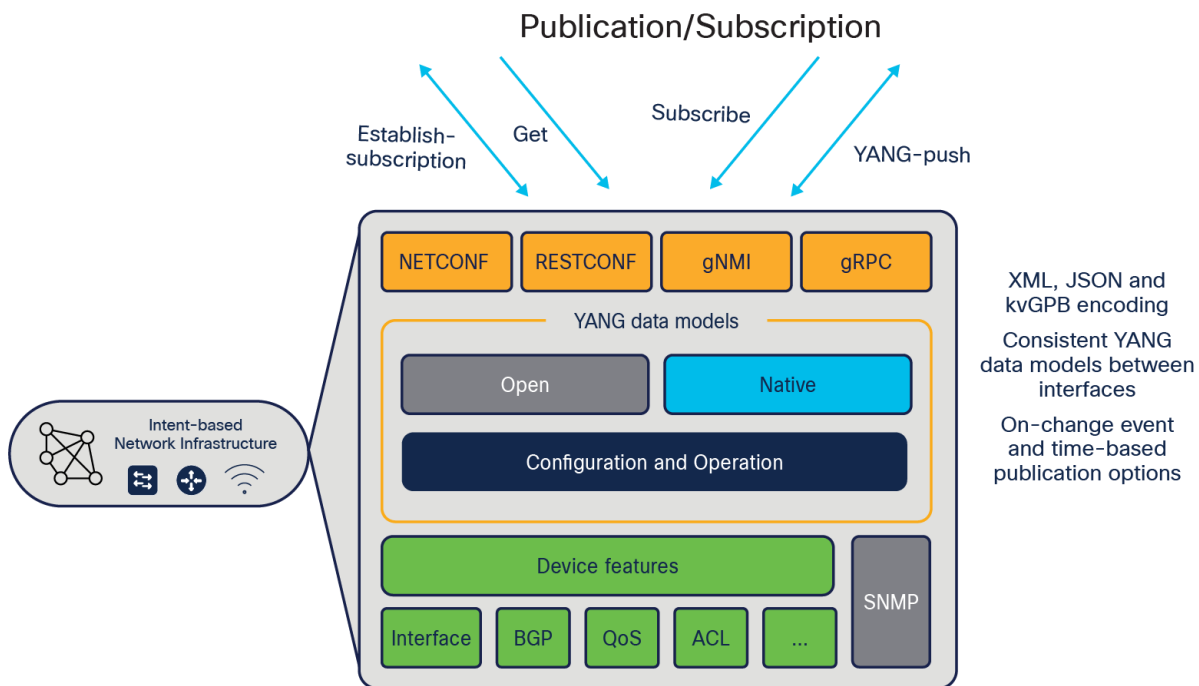 Publication/Subscription
Establish-
subscription
Get
Subscribe
YANG-push
NETCONF
RESTCONF
gNMI
gRPC
YANG data models
Open
Native
Configuration and Operation
Intent-based
Network Infrastructure
Device features
Interface
BGP
QoS
ACL
...
SNMP
XML, JSON and
kvGPB encoding
Consistent YANG
data models between
interfaces
On-change event
and time-based
publication options